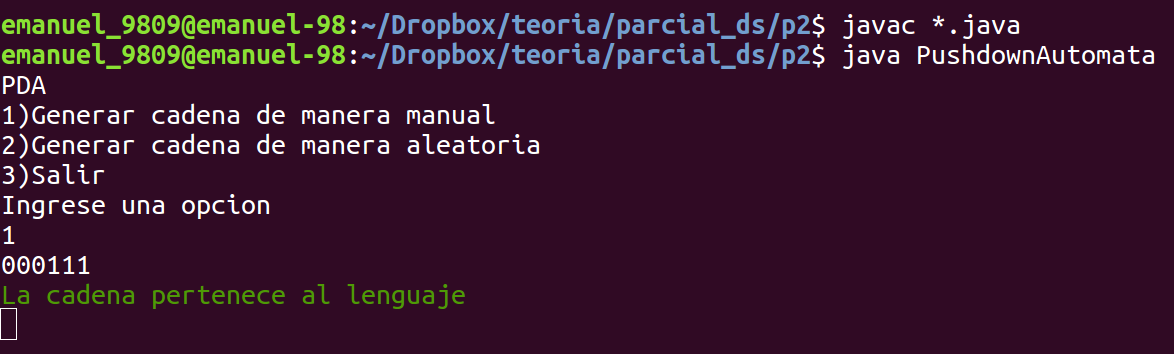 emanuel_9809@emanuel-98:~/Dropbox/teoria/parcial_ds/p2$ javac *.java
emanuel_9809@emanuel-98:~/Dropbox/teoria/parcial_ds/p2$ java PushdownAutomata
PDA
1)Generar cadena de manera manual
2)Generar cadena de manera aleatoria
3)Salir
Ingrese una opcion
1
000111
La cadena pertenece al lenguaje